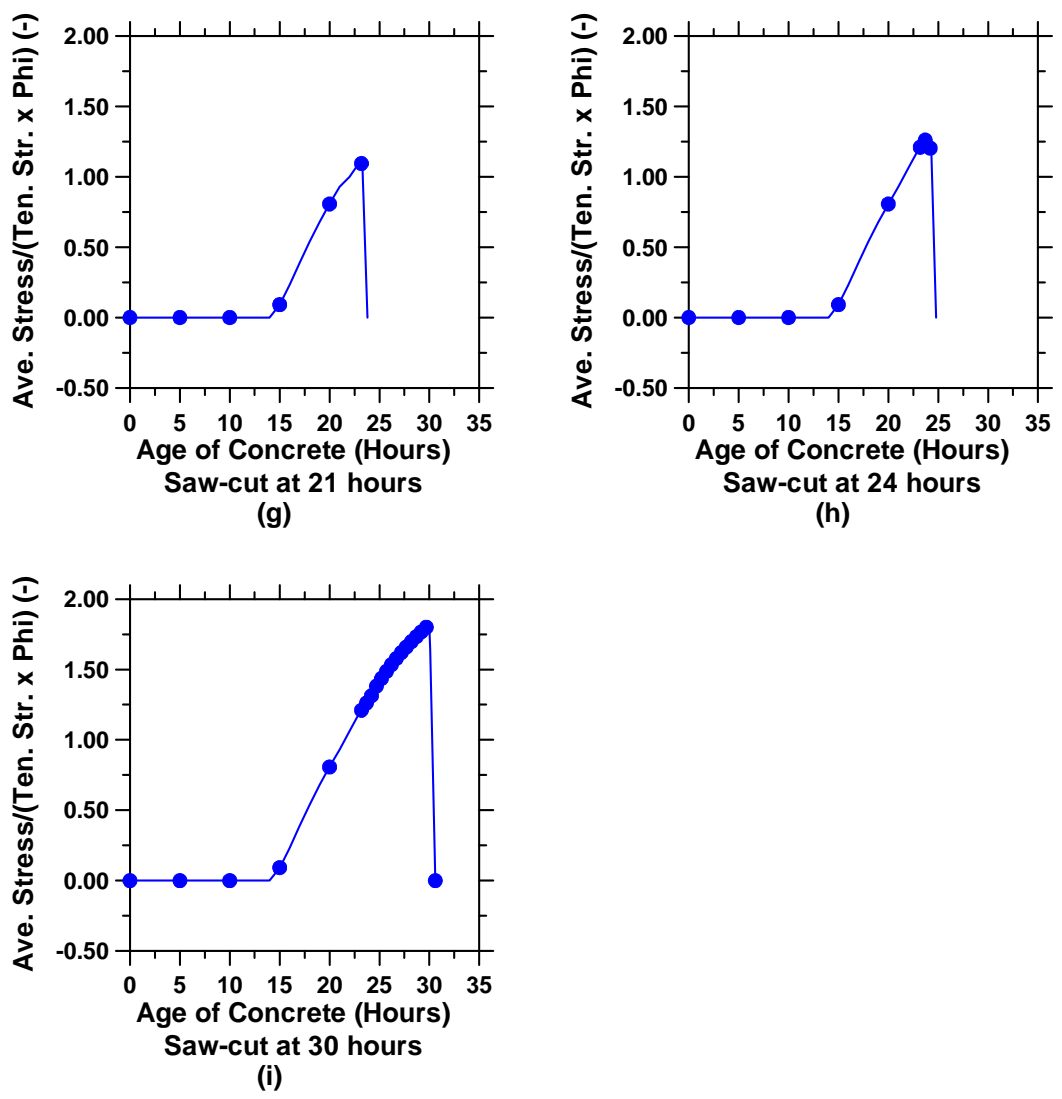 Ave. Stress/(Ten. Str. x Phi) (-)
2.00
1.50
1.00
0.50
0.00
-0.50
0 5 10 15 20 25 30 35
Age of Concrete (Hours)
Saw-cut at 21 hours
(g)
Ave. Stress/(Ten. Str. x Phi) (-)
2.00
1.50
1.00
0.50
0.00
-0.50
0 5 10 15 20 25 30 35
Age of Concrete (Hours)
Saw-cut at 24 hours
(h)
Ave. Stress/(Ten. Str. x Phi) (-)
2.00
1.50
1.00
0.50
0.00
-0.50
0 5 10 15 20 25 30 35
Age of Concrete (Hours)
Saw-cut at 30 hours
(i)